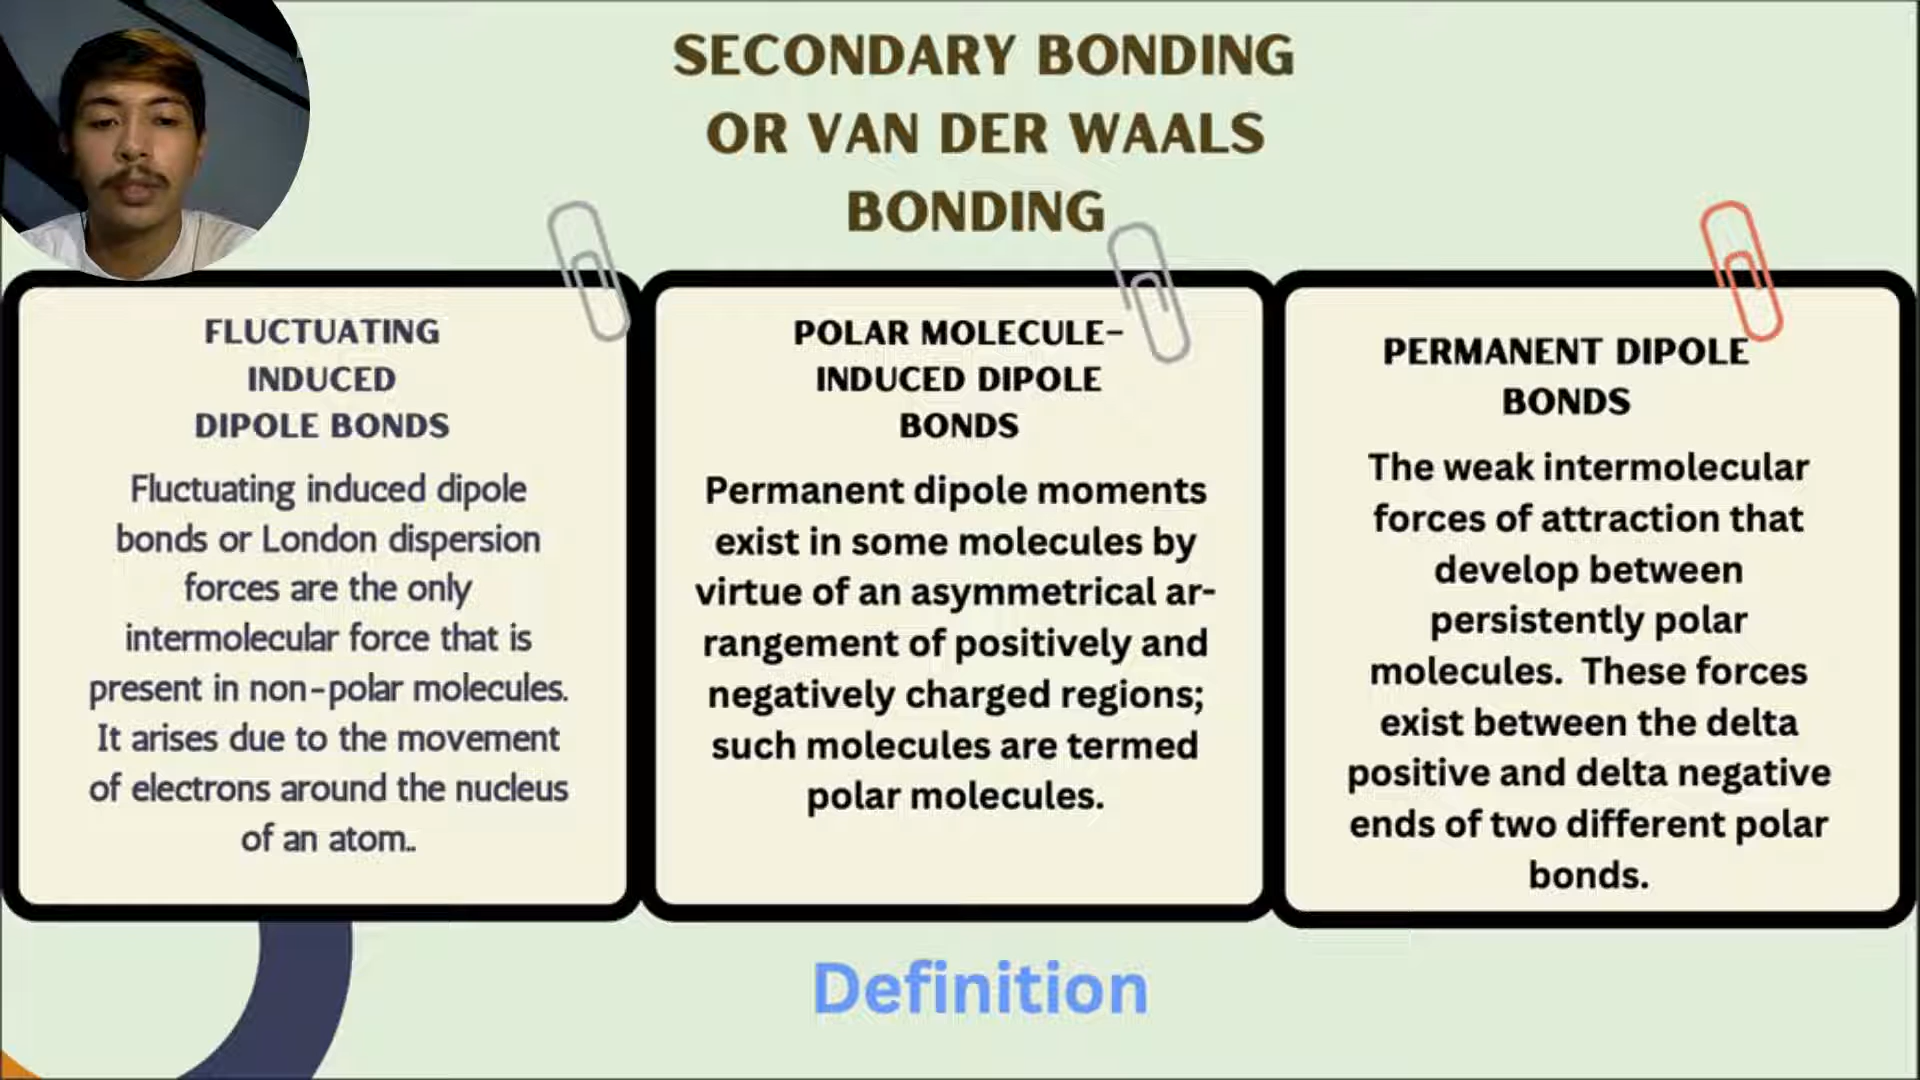 SECONDARY BONDING
OR VAN DER WAALS
BONDING
FLUCTUATING
INDUCED
DIPOLE BONDS
Fluctuating induced dipole
bonds or London dispersion
forces are the only
intermolecular force that is
present in non-polar molecules.
It arises due to the movement
of electrons around the nucleus
of an atom..
POLAR MOLECULE-
INDUCED DIPOLE
BONDS
Permanent dipole moments
exist in some molecules by
virtue of an asymmetrical ar-
rangement of positively and
negatively charged regions;
such molecules are termed
polar molecules.
PERMANENT DIPOLE
BONDS
The weak intermolecular
forces of attraction that
develop between
persistently polar
molecules.  These forces
exist between the delta
positive and delta negative
ends of two different polar
bonds.
Definition